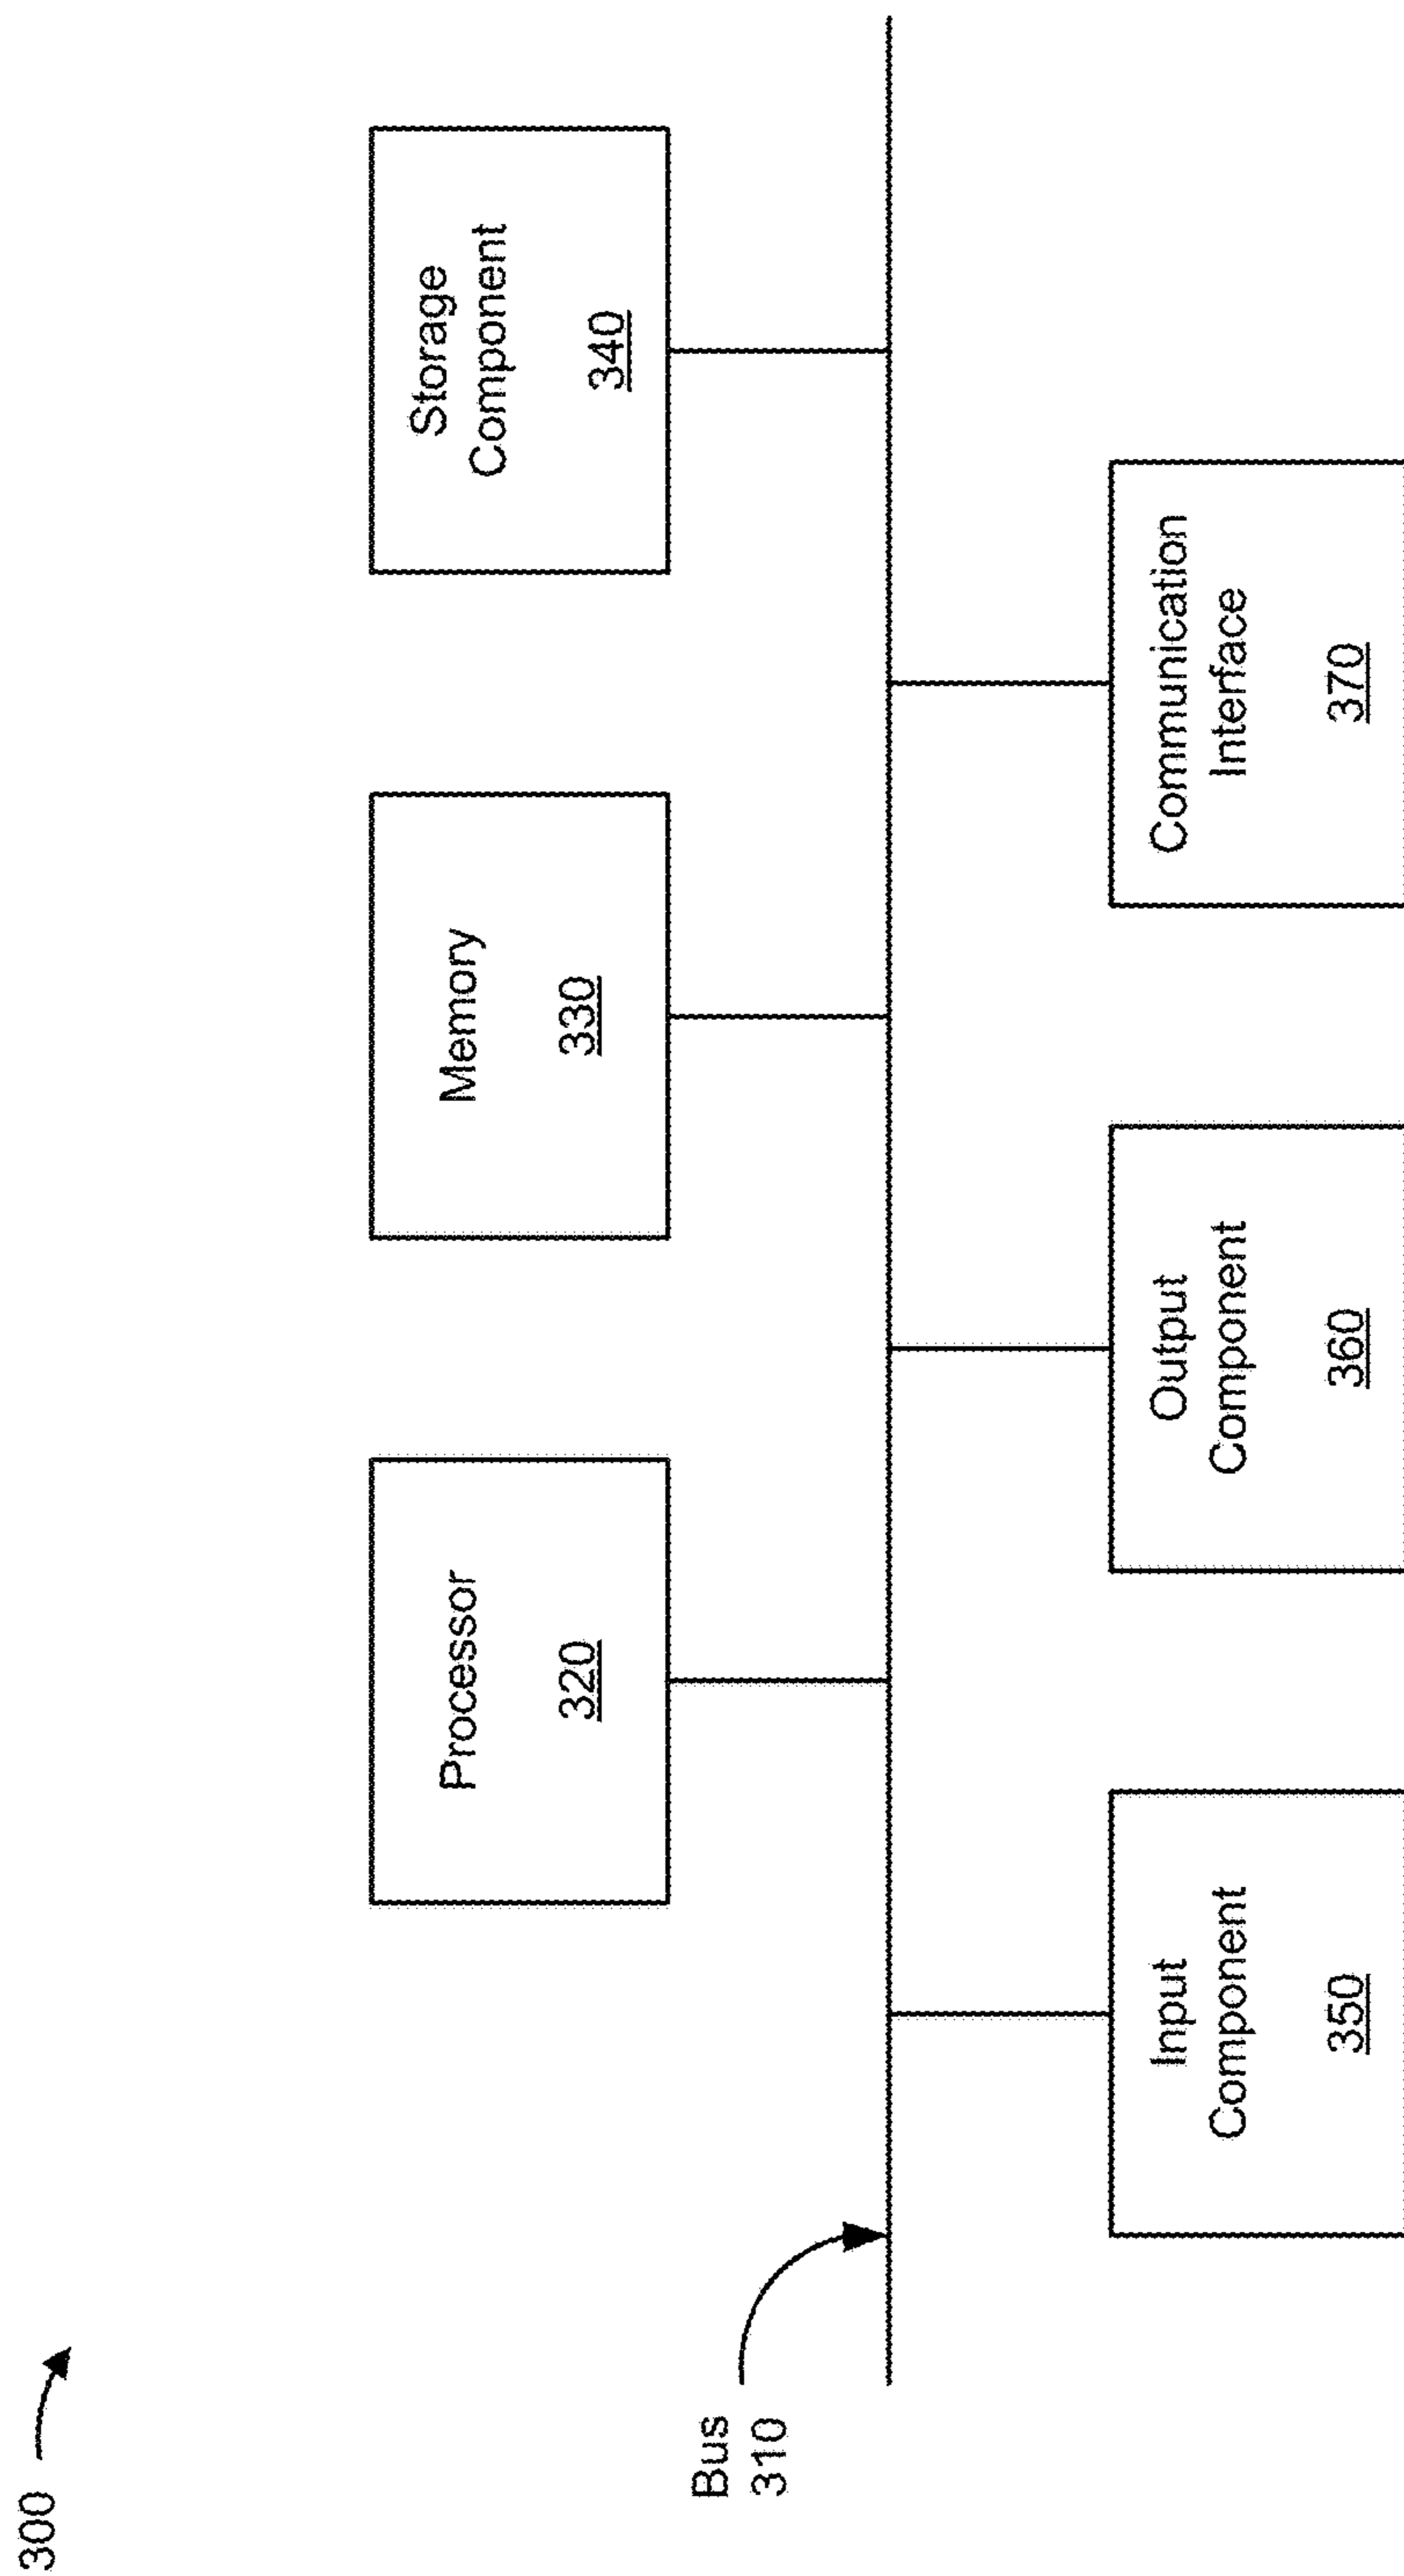 300
Processor
320
Memory
330
Storage
Component
340
Bus
310
Input
Component
350
Output
Component
360
Communication
Interface
370